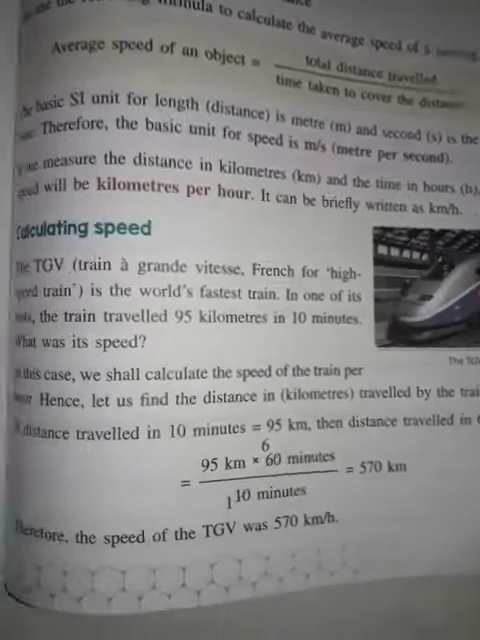 to calculate the average speed of a
Average speed of an object = total distance travelled
time taken to cover the distance
basic SI unit for length (distance) is metre (m) and second (s) is the
Therefore, the basic unit for speed is m/s (metre per second).
measure the distance in kilometres (km) and the time in hours (h),
will be kilometres per hour. It can be briefly written as km/h.
Calculating speed
The TGV (train à grande vitesse, French for 'high-
speed train') is the world's fastest train. In one of its
the train travelled 95 kilometres in 10 minutes.
What was its speed?
The TGV
In this case, we shall calculate the speed of the train per
Hence, let us find the distance in (kilometres) travelled by the
distance travelled in 10 minutes = 95 km, then distance travelled in
6
= 95 km × 60 minutes = 570 km
1 10 minutes
Therefore, the speed of the TGV was 570 km/h.